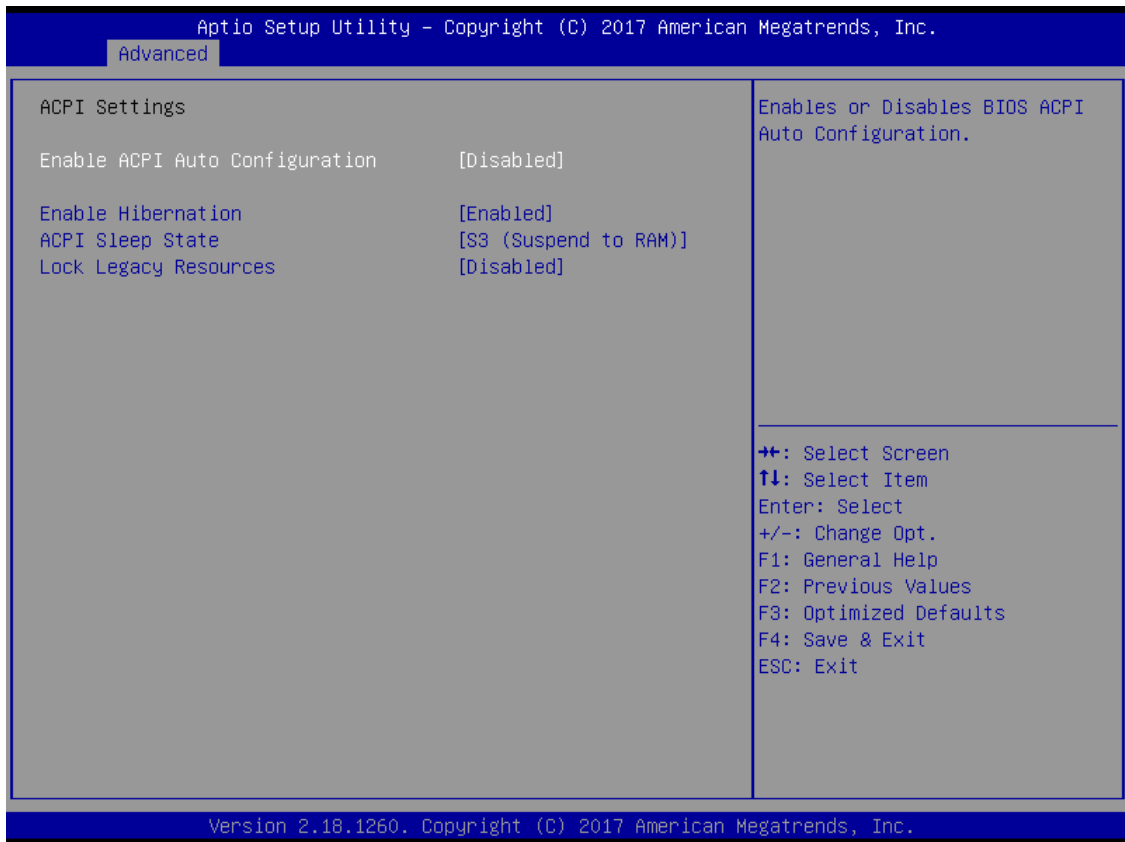 Aptio Setup Utility – Copyright (C) 2017 American Megatrends, Inc.
Advanced
ACPI Settings
Enable ACPI Auto Configuration [Disabled]
Enable Hibernation [Enabled]
ACPI Sleep State [S3 (Suspend to RAM)]
Lock Legacy Resources [Disabled]
Enables or Disables BIOS ACPI
Auto Configuration.
→←: Select Screen
↑↓: Select Item
Enter: Select
+/-: Change Opt.
F1: General Help
F2: Previous Values
F3: Optimized Defaults
F4: Save & Exit
ESC: Exit
Version 2.18.1260. Copyright (C) 2017 American Megatrends, Inc.